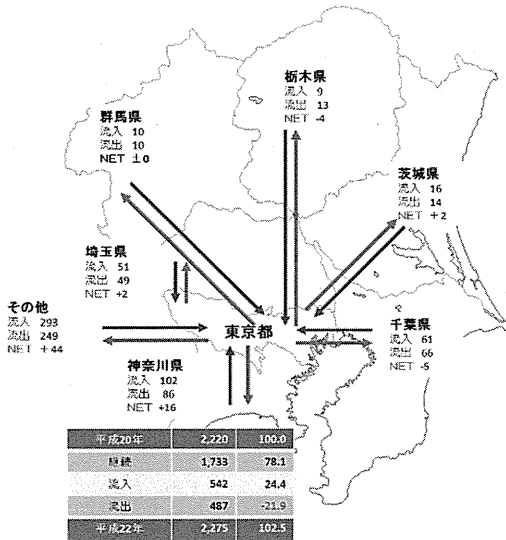 栃木県
流入 9
流出 13
NET -4
群馬県
流入 10
流出 10
NET ±0
茨城県
流入 16
流出 14
NET +2
埼玉県
流入 51
流出 49
NET +2
その他
流入 293
流出 249
NET +44
東京都
千葉県
流入 61
流出 66
NET -5
神奈川県
流入 102
流出 86
NET +16
平成20年 2,220 100.0
継続 1,733 78.1
流入 542 24.4
流出 487 -21.9
平成22年 2,275 102.5